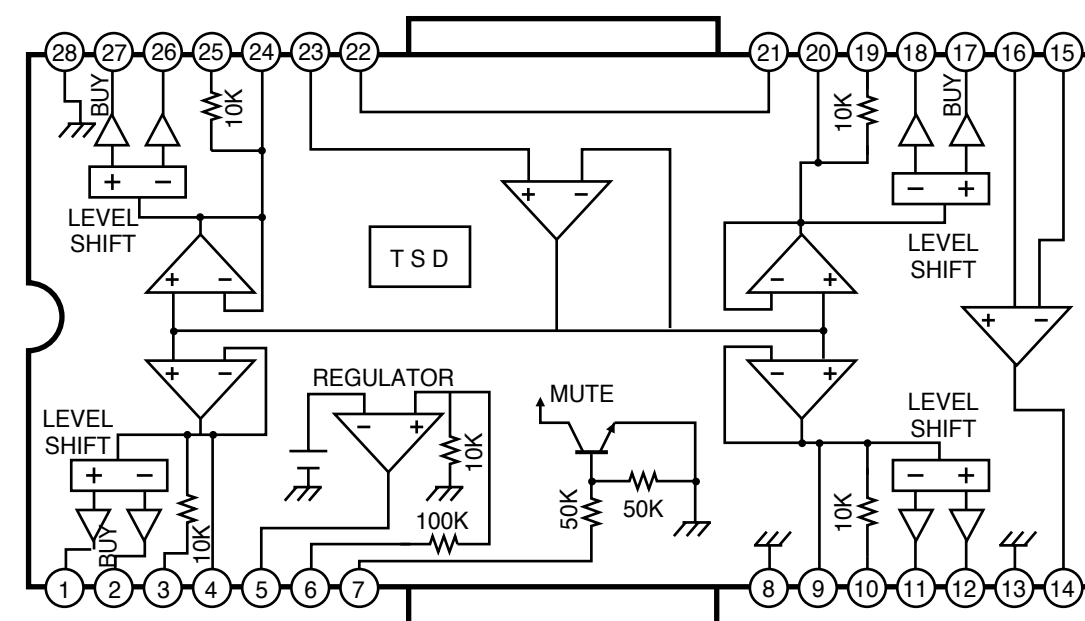 28 27 26 25 24 23 22 21 20 19 18 17 16 15
BUY
10K
10K
BUY
+ −
− +
LEVEL
SHIFT
+ −
T S D
LEVEL
SHIFT
+ −
− +
+ −
+ −
− +
REGULATOR
− +
MUTE
LEVEL
SHIFT
LEVEL
SHIFT
+ −
− +
10K
100K
50K
50K
10K
BUY
10K
1 2 3 4 5 6 7 8 9 10 11 12 13 14